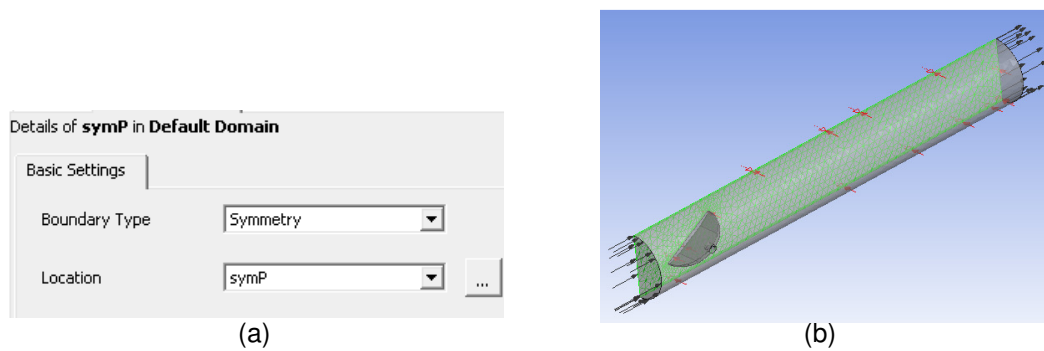 Details of symP in Default Domain
Basic Settings
Boundary Type
Symmetry
Location
symP
...
(a)
(b)